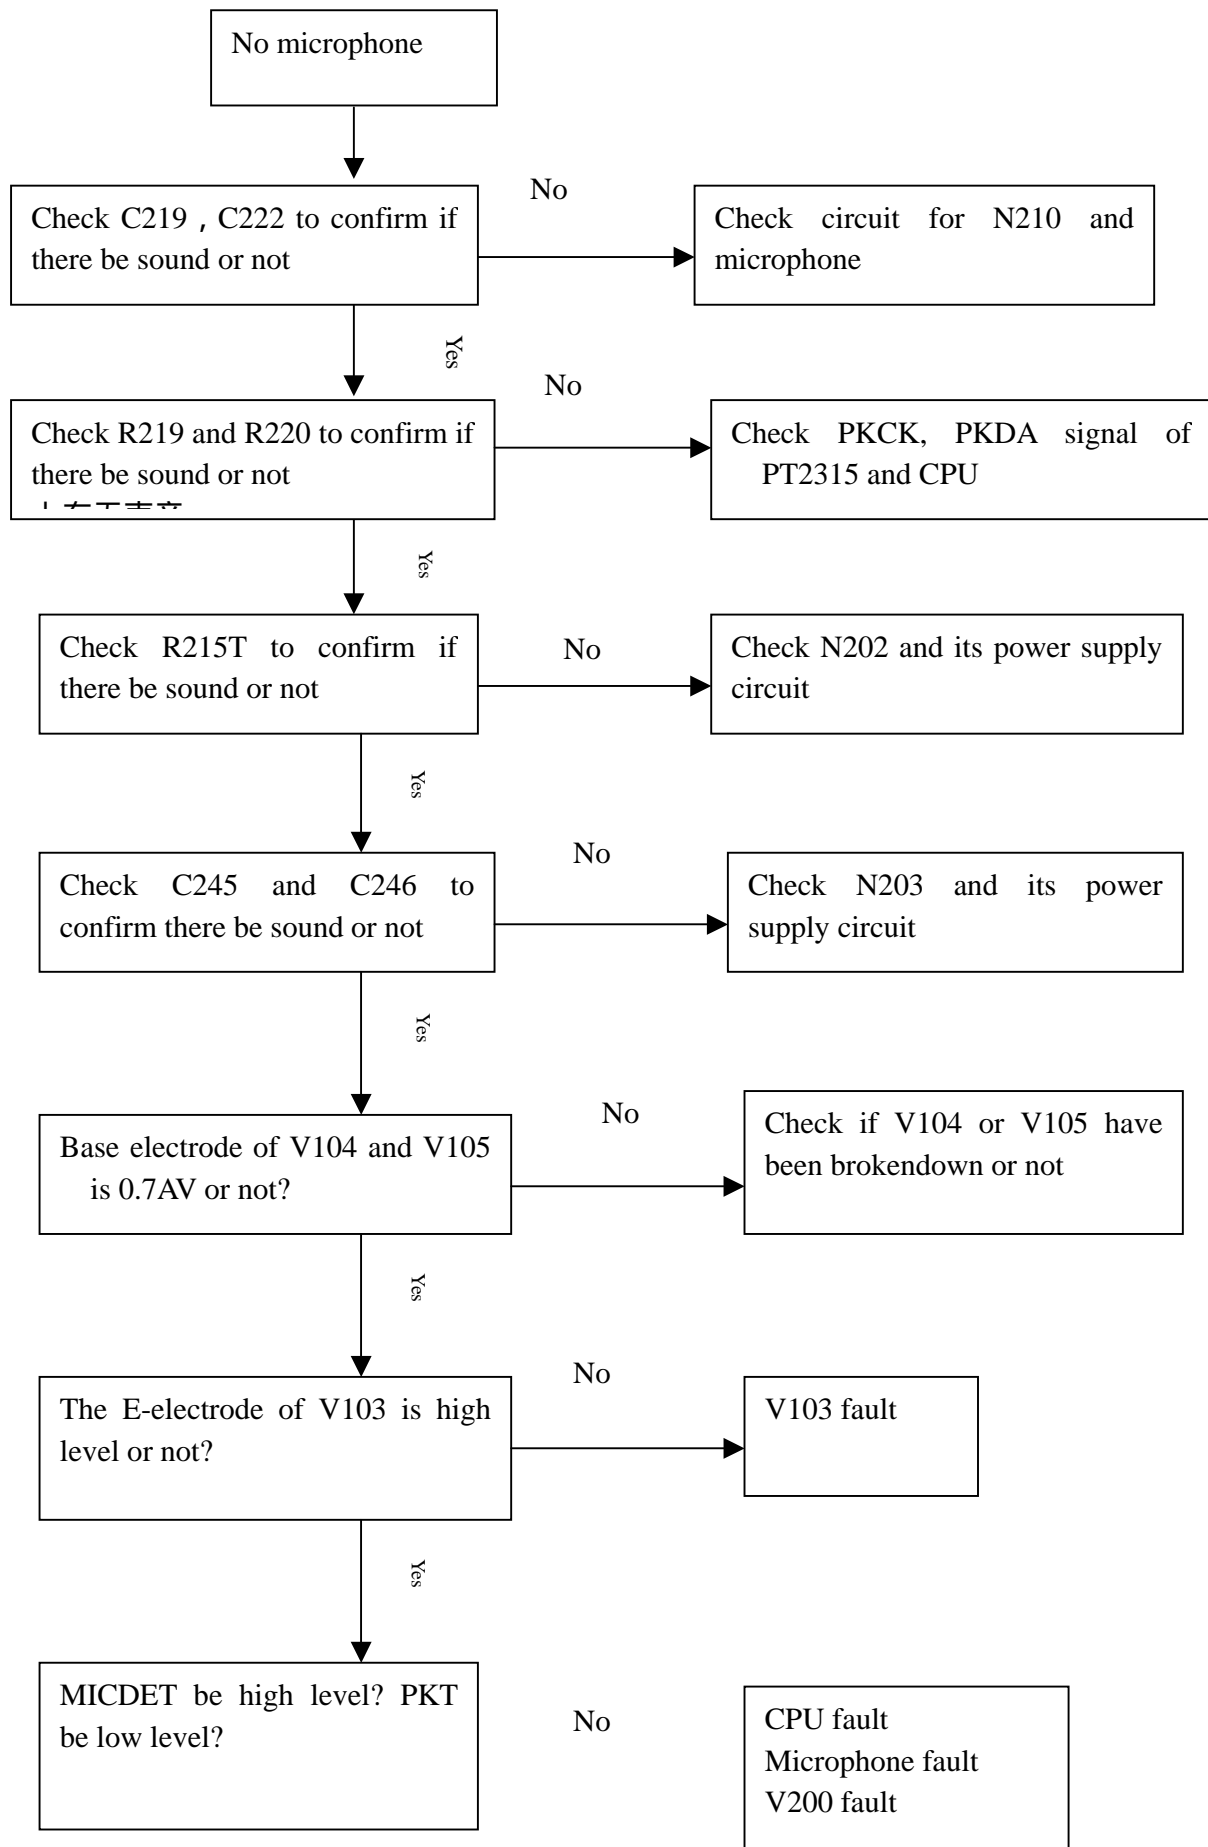 No microphone
No
Check C219 , C222 to confirm if
there be sound or not
Check circuit for N210 and
microphone
Yes
No
Check R219 and R220 to confirm if
there be sound or not
Check PKCK, PKDA signal of
PT2315 and CPU
Yes
Check R215T to confirm if
there be sound or not
No
Check N202 and its power supply
circuit
Yes
No
Check C245 and C246 to
confirm there be sound or not
Check N203 and its power
supply circuit
Yes
No
Base electrode of V104 and V105
is 0.7AV or not?
Check if V104 or V105 have
been brokendown or not
Yes
No
The E-electrode of V103 is high
level or not?
V103 fault
Yes
MICDET be high level? PKT
be low level?
No
CPU fault
Microphone fault
V200 fault